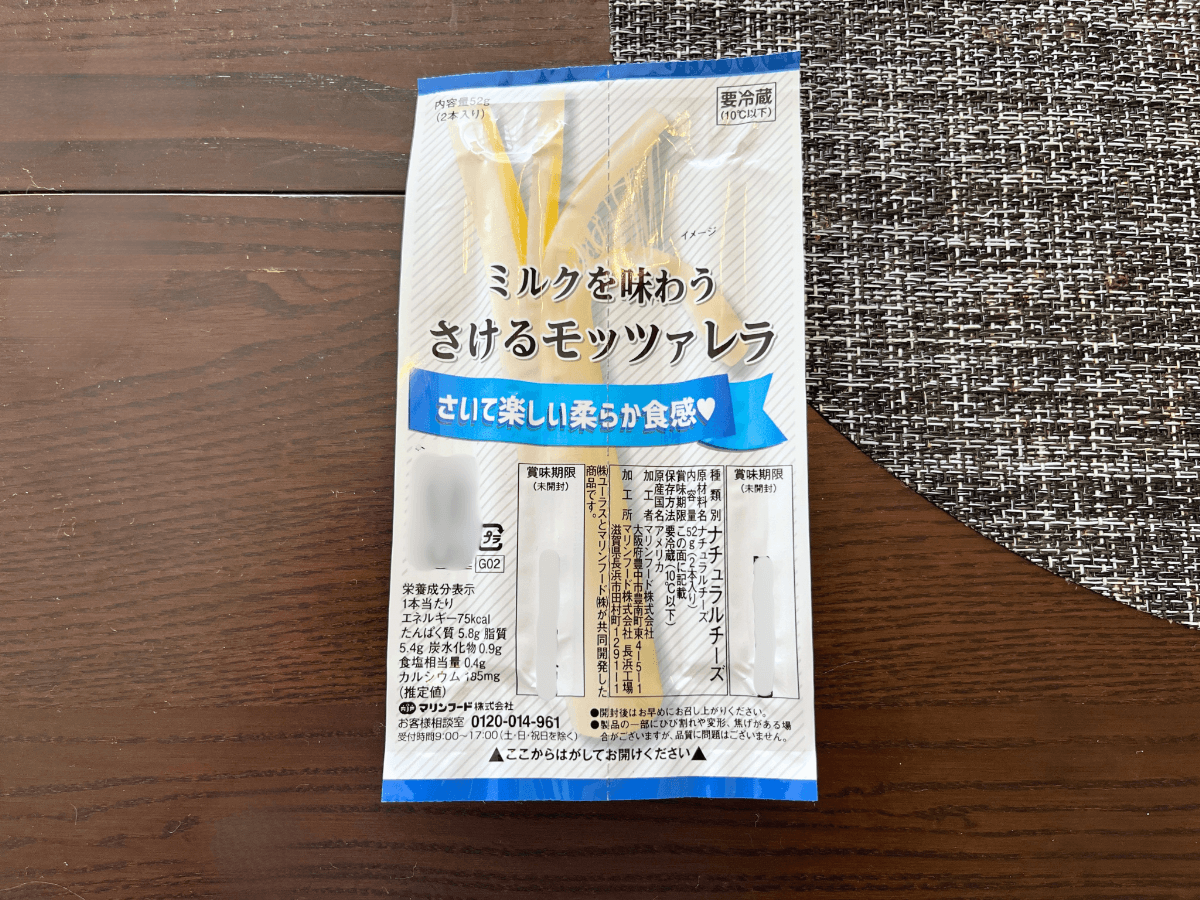 内容量52g
(2本入り)
要冷蔵
(10℃以下)
イメージ
ミルクを味わう
さけるモッツァレラ
さいて楽しい柔らか食感♥
プラ
G02
栄養成分表示
1本当たり
エネルギー75kcal
たんぱく質 5.8g 脂質
5.4g 炭水化物 0.9g
食塩相当量 0.4g
カルシウム 185mg
(推定値)
賞味期限
(未開封)
種類別 ナチュラルチーズ
原材料名 ナチュラルチーズ
内容量 52g(2本入り)
賞味期限 この面に記載
保存方法 要冷蔵(10℃以下)
原産国名 アメリカ
加工者 マリンフード株式会社
大阪府豊中市豊南町東4-5-1
加工所 マリンフード株式会社 長浜工場
滋賀県長浜市田村町1291-1
㈱ユーラスとマリンフード㈱が共同開発した
商品です。
賞味期限
(未開封)
マリンフード株式会社
お客様相談室 0120-014-961
受付時間9:00〜17:00(土・日・祝日を除く)
●開封後はお早めにお召し上がりください。
●製品の一部にひび割れや変形、焦げがある場
合がございますが、品質に問題はございません。
▲ここからはがしてお開けください▲